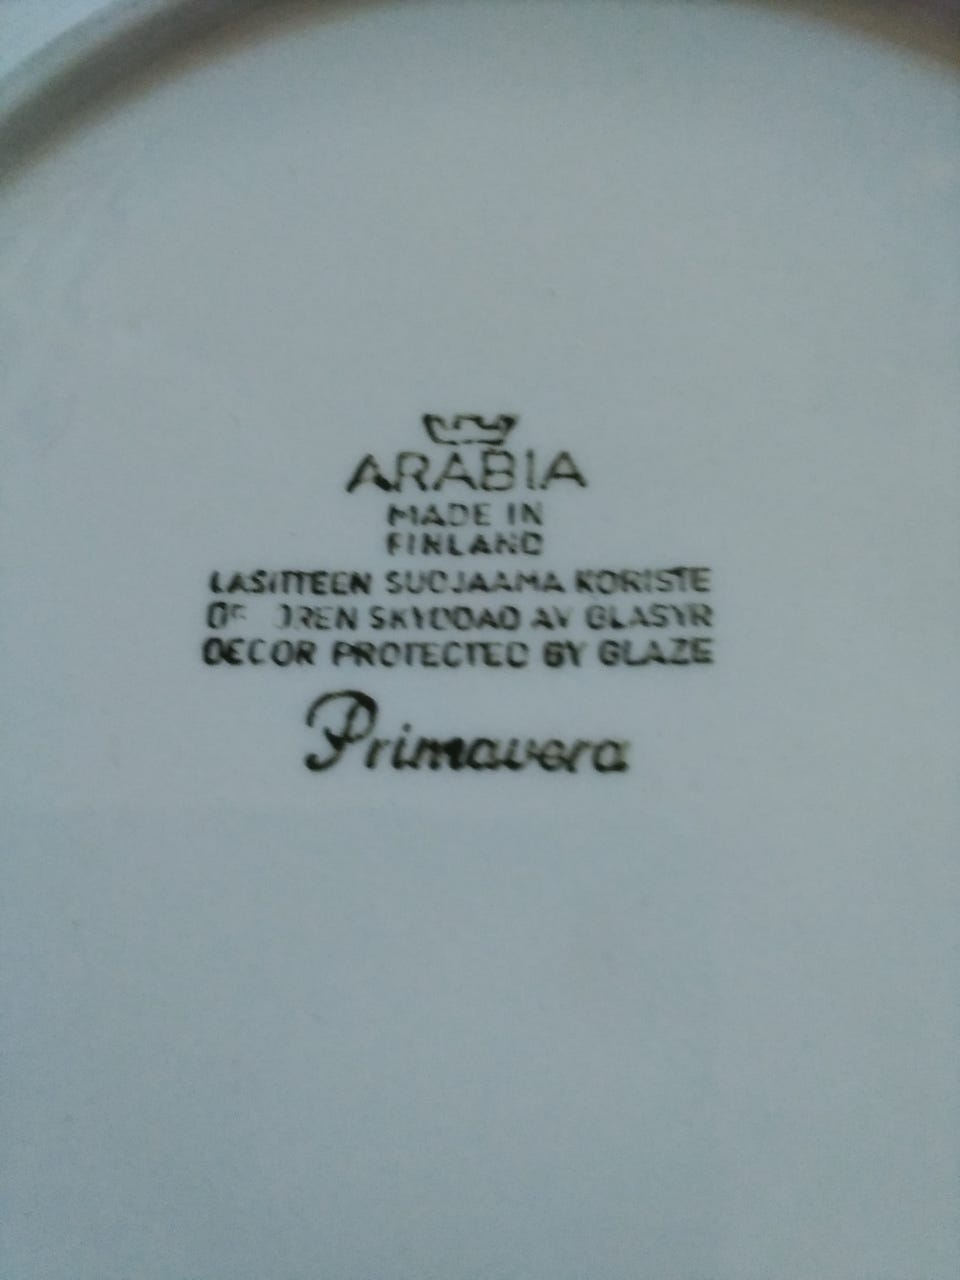 ARABIA
MADE IN
FINLAND
LASITTEEN SUOJAAMA KORISTE
SKYDDAD AV GLASYR
DECOR PROTECTED BY GLAZE
Primavera